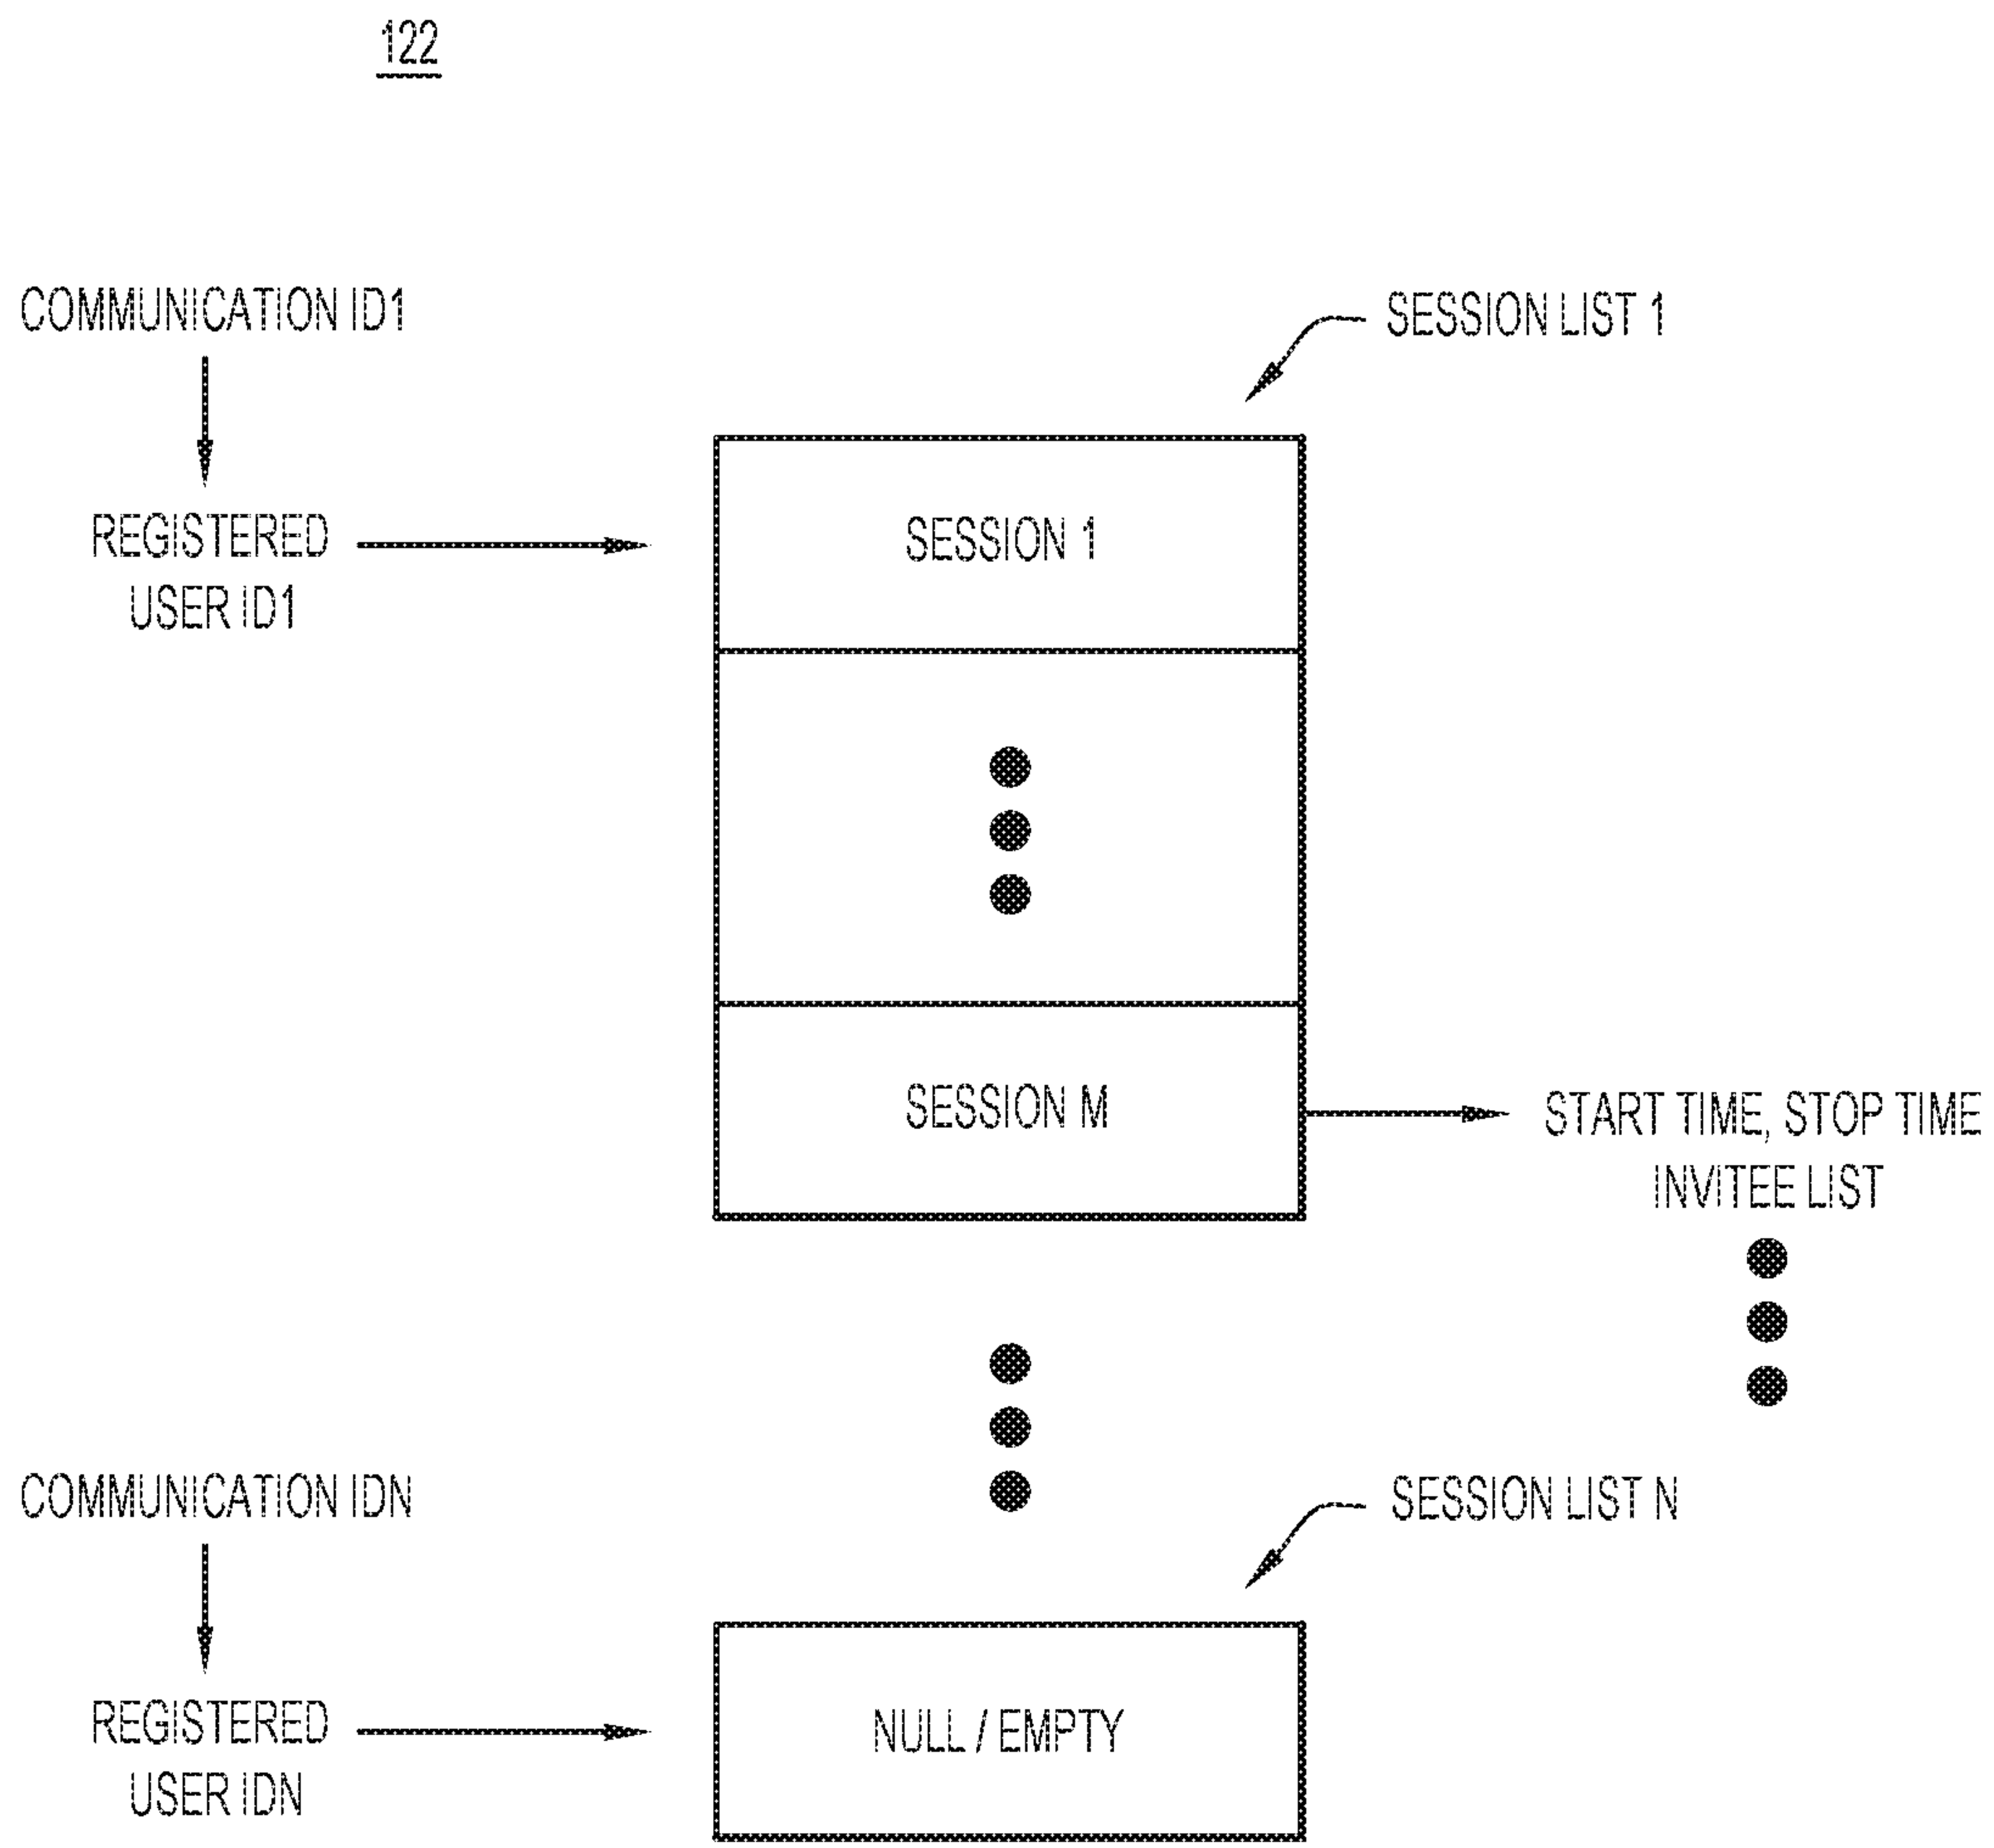 122
COMMUNICATION ID1
SESSION LIST 1
REGISTERED
USER ID1
SESSION 1
SESSION M
START TIME, STOP TIME
INVITEE LIST
COMMUNICATION IDN
SESSION LIST N
REGISTERED
USER IDN
NULL / EMPTY